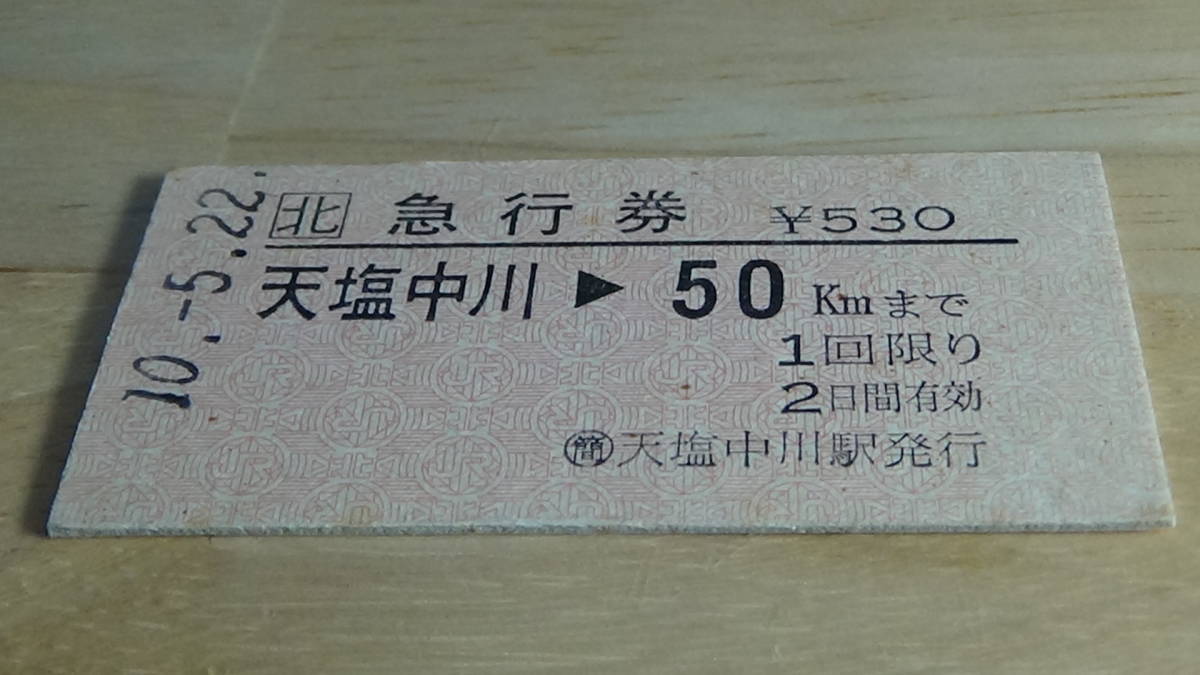 10.-5.22.
北 急行券 ¥530
天塩中川 ▶ 50 Kmまで
1回限り
2日間有効
簡 天塩中川駅発行